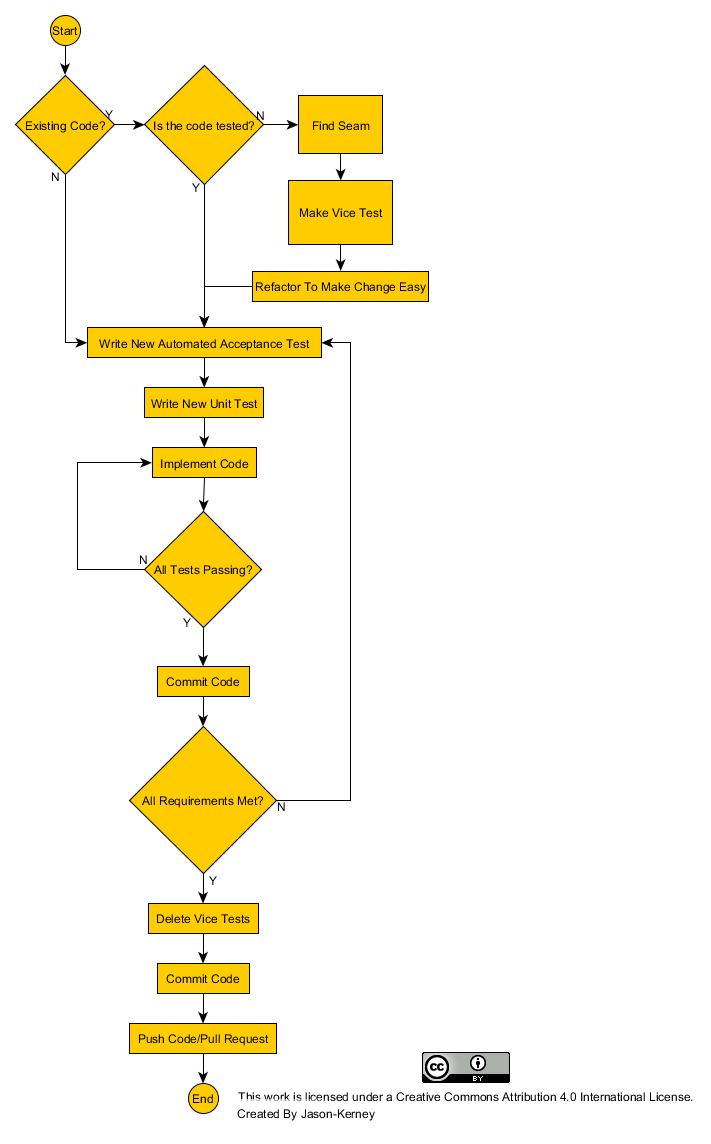 Start
Existing Code?
Y
Is the code tested?
N
Find Seam
N
Y
Make Vice Test
Refactor To Make Change Easy
Write New Automated Acceptance Test
Write New Unit Test
Implement Code
All Tests Passing?
N
Y
Commit Code
All Requirements Met?
N
Y
Delete Vice Tests
Commit Code
Push Code/Pull Request
End
cc
BY
This work is licensed under a Creative Commons Attribution 4.0 International License.
Created By Jason-Kerney